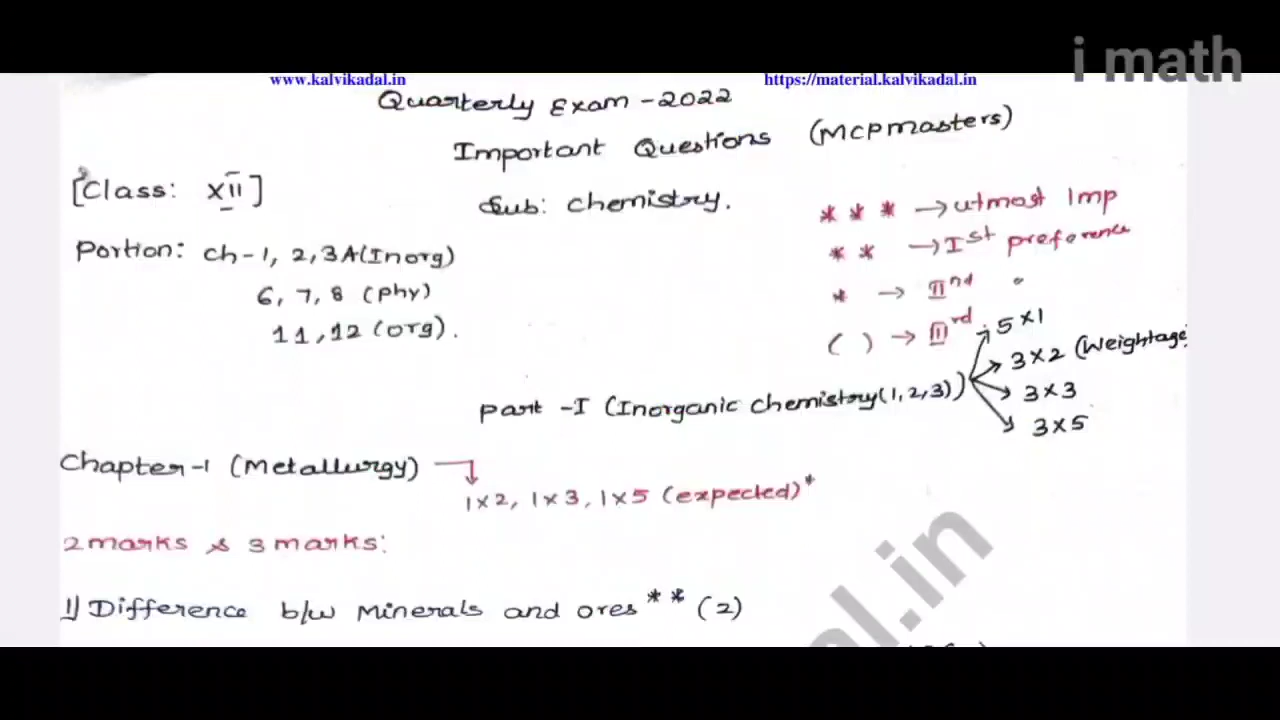 i math
www.kalvikadal.in https://material.kalvikadal.in
Quarterly Exam - 2022
Important Questions (MCPmasters)
[Class: XII]
Sub: chemistry.
*** → utmost Imp
** → Ist preference
* → IInd "
( ) → IIIrd "
Portion: ch-1, 2, 3 A (Inorg)
6, 7, 8 (phy)
11, 12 (org).
Part - I (Inorganic chemistry (1, 2, 3))
5 × 1
3 × 2 (Weightage)
3 × 3
3 × 5
Chapter-1 (Metallurgy)
1×2, 1×3, 1×5 (expected)*
2 marks & 3 marks:
1) Difference b/w Minerals and ores ** (2)
al.in